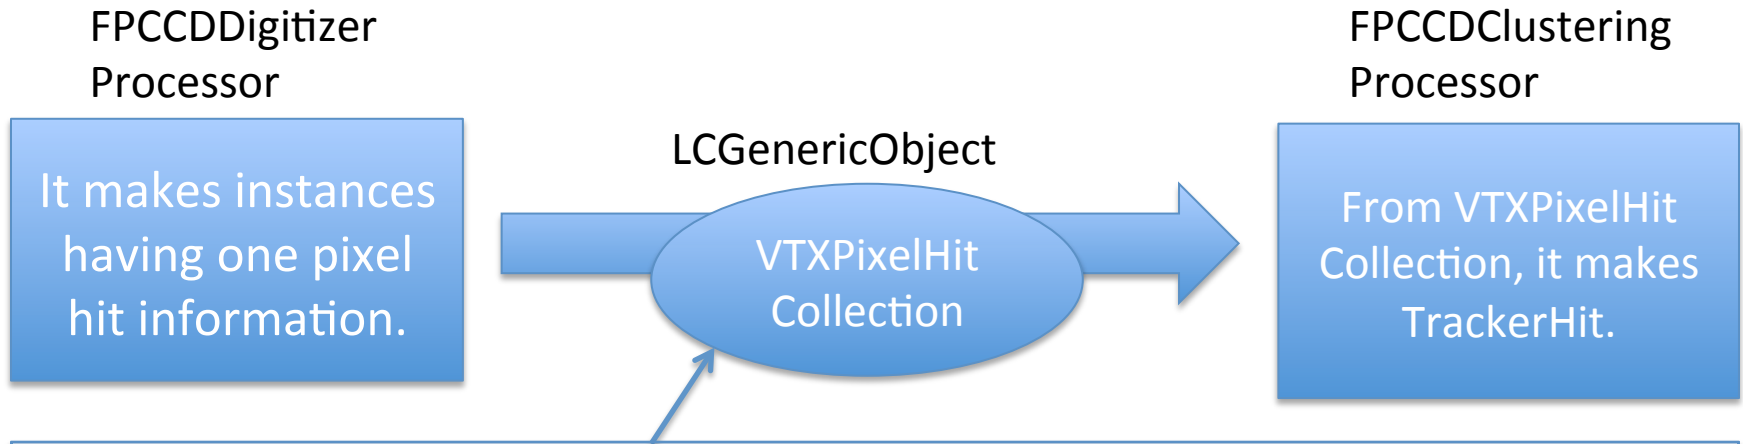 FPCCDDigitizer
Processor
It makes instances
having one pixel
hit information.
LCGenericObject
VTXPixelHit
Collection
FPCCDClustering
Processor
From VTXPixelHit
Collection, it makes
TrackerHit.